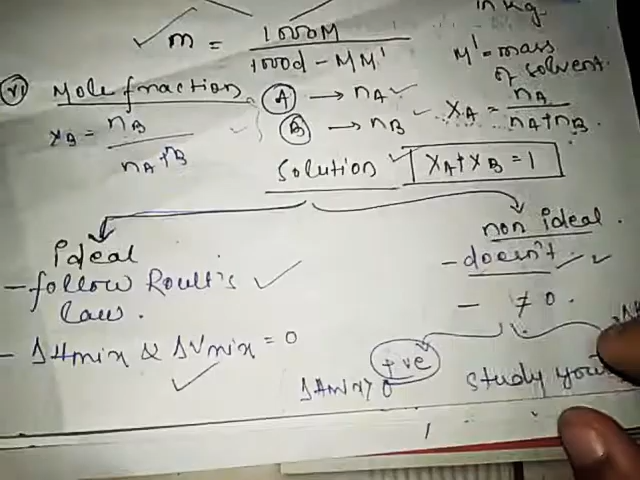 in kg.
m = 1000M / 1000d - MM'
M' = mass of solvent.
(vi) Mole fraction
(A) → nA
xA = nA / nA+nB.
xB = nB / nA+nB
(B) → nB
Solution
xA+xB = 1
ideal
- follow Roult's
law.
- ΔHmix & ΔVmix = 0
non ideal.
- doesn't
- ≠ 0.
+ve
ΔHmix > 0
study